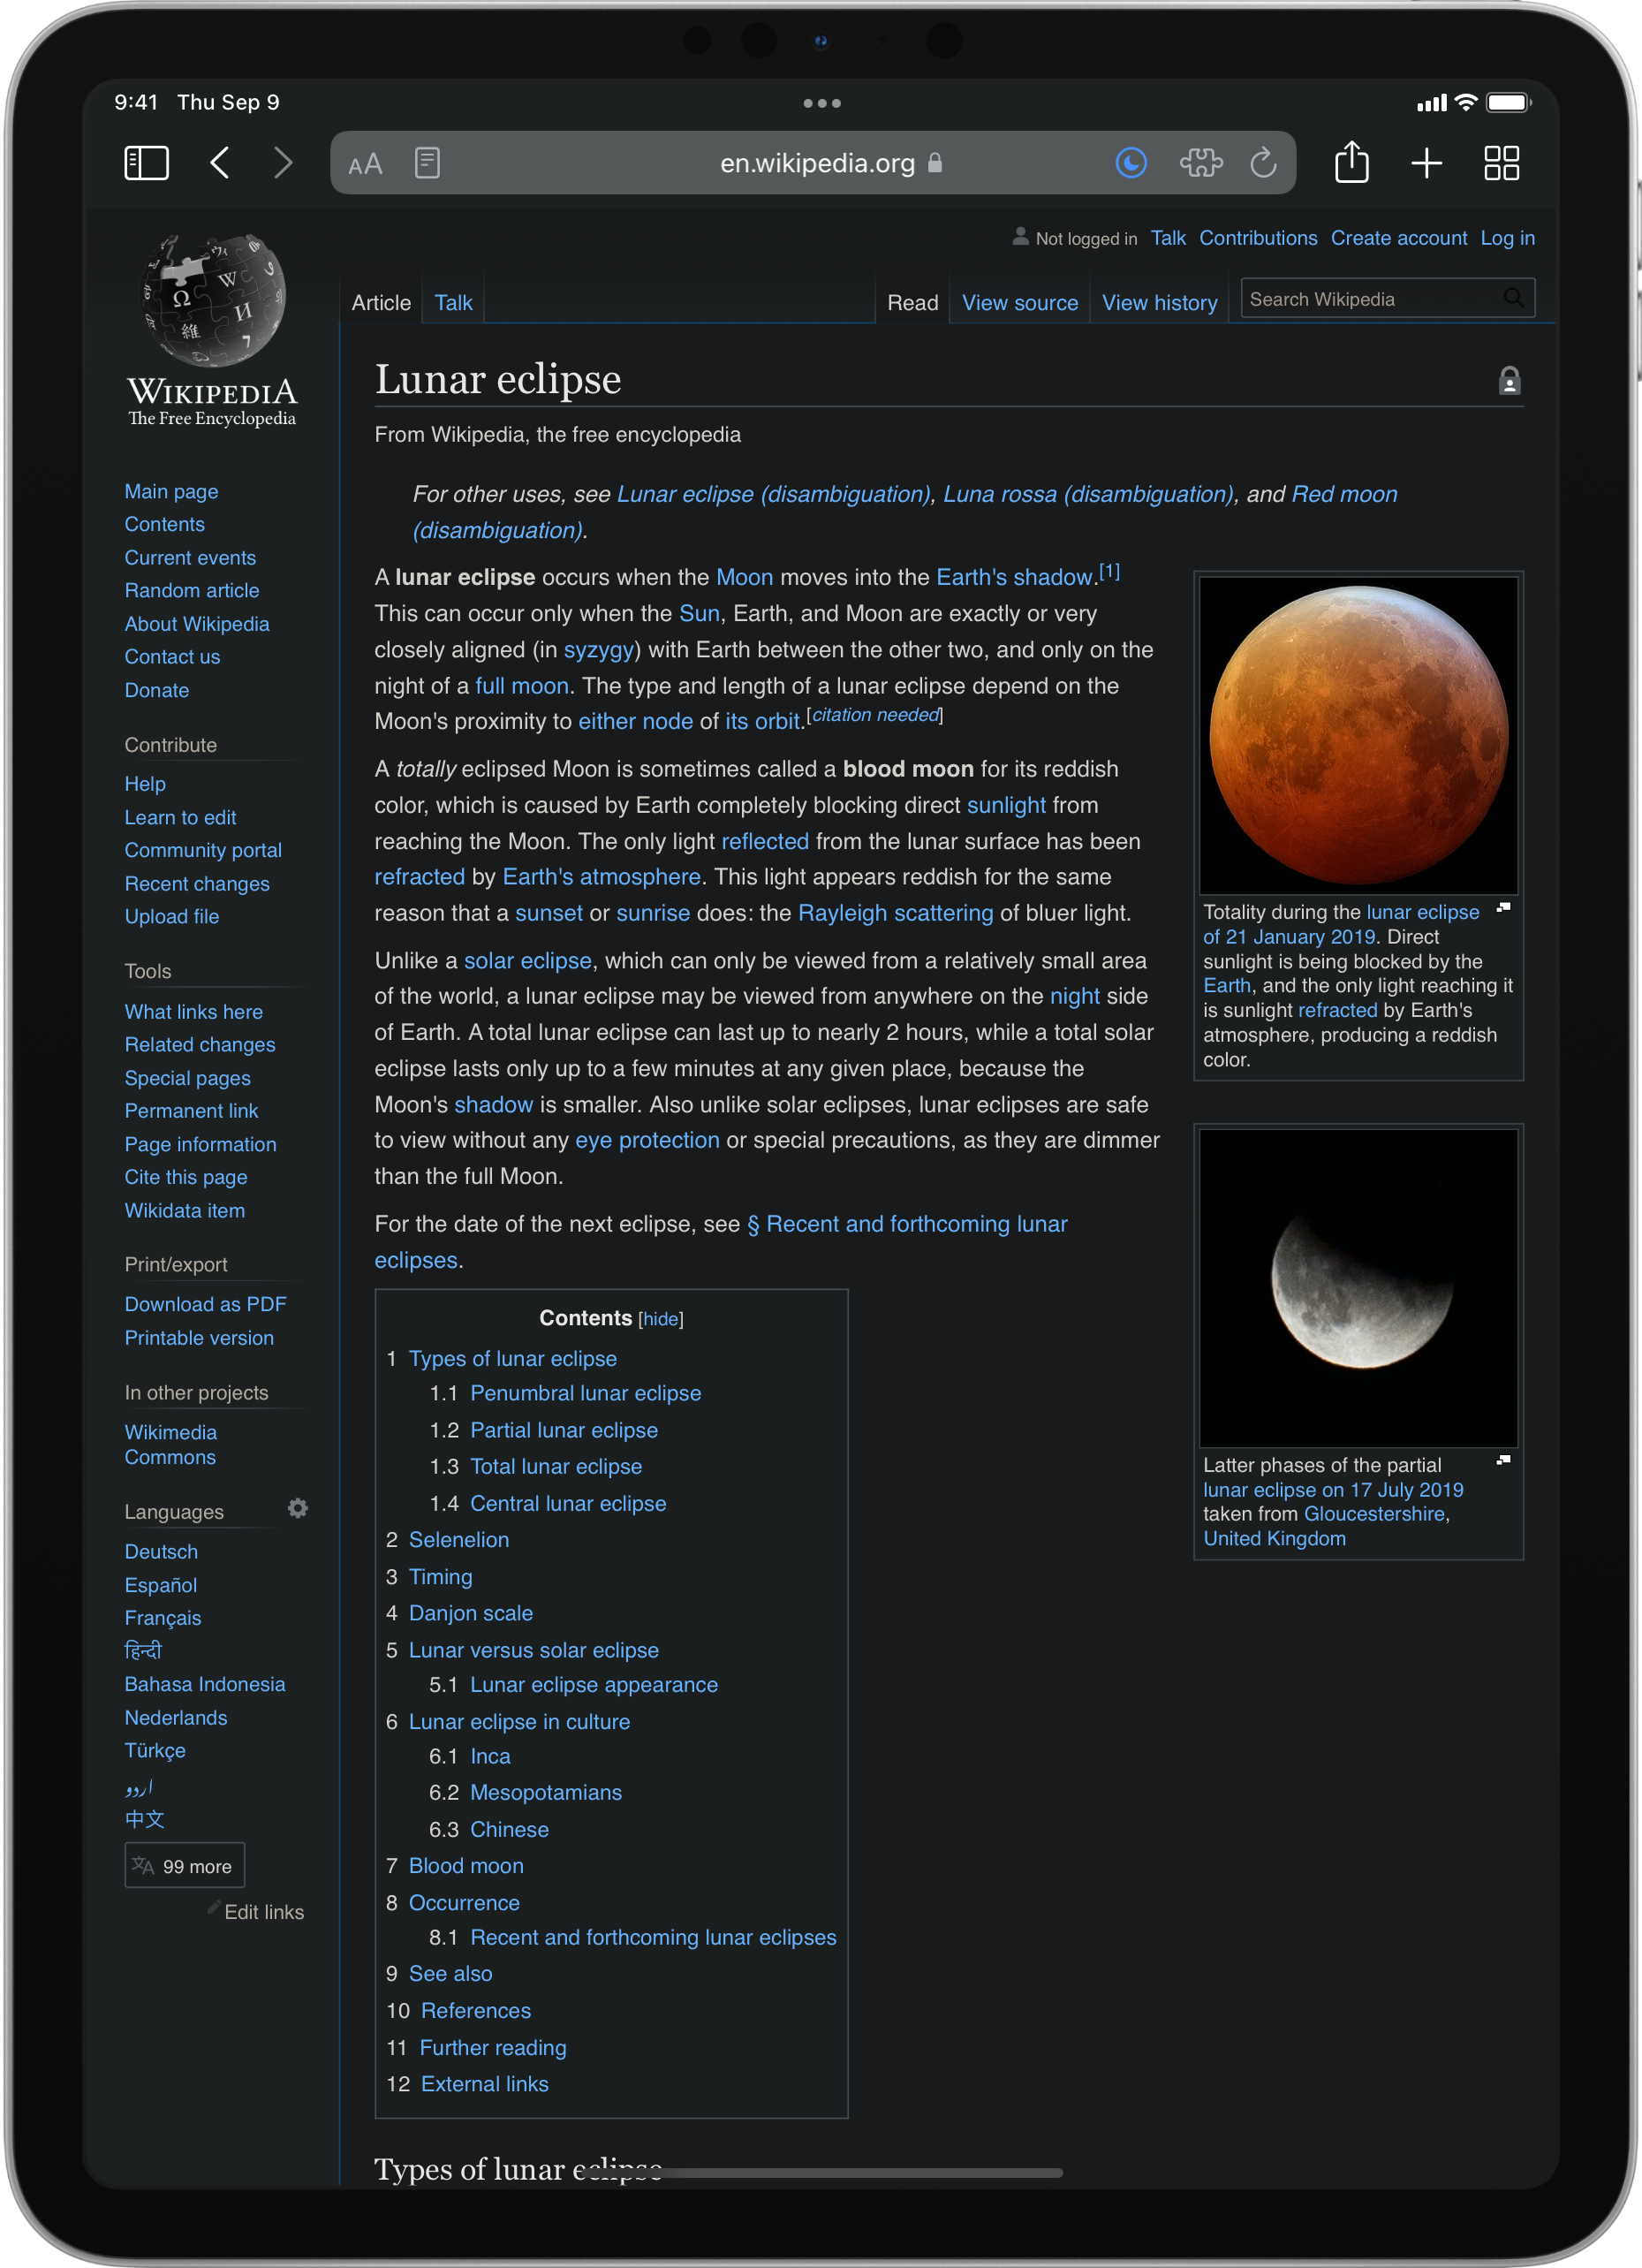 9:41 Thu Sep 9
AA
en.wikipedia.org
Not logged in Talk Contributions Create account Log in
Article Talk
Read View source View history
Search Wikipedia
WIKIPEDIA
The Free Encyclopedia
Main page
Contents
Current events
Random article
About Wikipedia
Contact us
Donate
Contribute
Help
Learn to edit
Community portal
Recent changes
Upload file
Tools
What links here
Related changes
Special pages
Permanent link
Page information
Cite this page
Wikidata item
Print/export
Download as PDF
Printable version
In other projects
Wikimedia
Commons
Languages
Deutsch
Español
Français
हिन्दी
Bahasa Indonesia
Nederlands
Türkçe
اردو
中文
文A 99 more
Edit links
Lunar eclipse
From Wikipedia, the free encyclopedia
For other uses, see Lunar eclipse (disambiguation), Luna rossa (disambiguation), and Red moon
(disambiguation).
A lunar eclipse occurs when the Moon moves into the Earth's shadow.[1]
This can occur only when the Sun, Earth, and Moon are exactly or very
closely aligned (in syzygy) with Earth between the other two, and only on the
night of a full moon. The type and length of a lunar eclipse depend on the
Moon's proximity to either node of its orbit.[citation needed]
A totally eclipsed Moon is sometimes called a blood moon for its reddish
color, which is caused by Earth completely blocking direct sunlight from
reaching the Moon. The only light reflected from the lunar surface has been
refracted by Earth's atmosphere. This light appears reddish for the same
reason that a sunset or sunrise does: the Rayleigh scattering of bluer light.
Unlike a solar eclipse, which can only be viewed from a relatively small area
of the world, a lunar eclipse may be viewed from anywhere on the night side
of Earth. A total lunar eclipse can last up to nearly 2 hours, while a total solar
eclipse lasts only up to a few minutes at any given place, because the
Moon's shadow is smaller. Also unlike solar eclipses, lunar eclipses are safe
to view without any eye protection or special precautions, as they are dimmer
than the full Moon.
For the date of the next eclipse, see § Recent and forthcoming lunar
eclipses.
Totality during the lunar eclipse
of 21 January 2019. Direct
sunlight is being blocked by the
Earth, and the only light reaching it
is sunlight refracted by Earth's
atmosphere, producing a reddish
color.
Latter phases of the partial
lunar eclipse on 17 July 2019
taken from Gloucestershire,
United Kingdom
Contents [hide]
1 Types of lunar eclipse
1.1 Penumbral lunar eclipse
1.2 Partial lunar eclipse
1.3 Total lunar eclipse
1.4 Central lunar eclipse
2 Selenelion
3 Timing
4 Danjon scale
5 Lunar versus solar eclipse
5.1 Lunar eclipse appearance
6 Lunar eclipse in culture
6.1 Inca
6.2 Mesopotamians
6.3 Chinese
7 Blood moon
8 Occurrence
8.1 Recent and forthcoming lunar eclipses
9 See also
10 References
11 Further reading
12 External links
Types of lunar eclipse